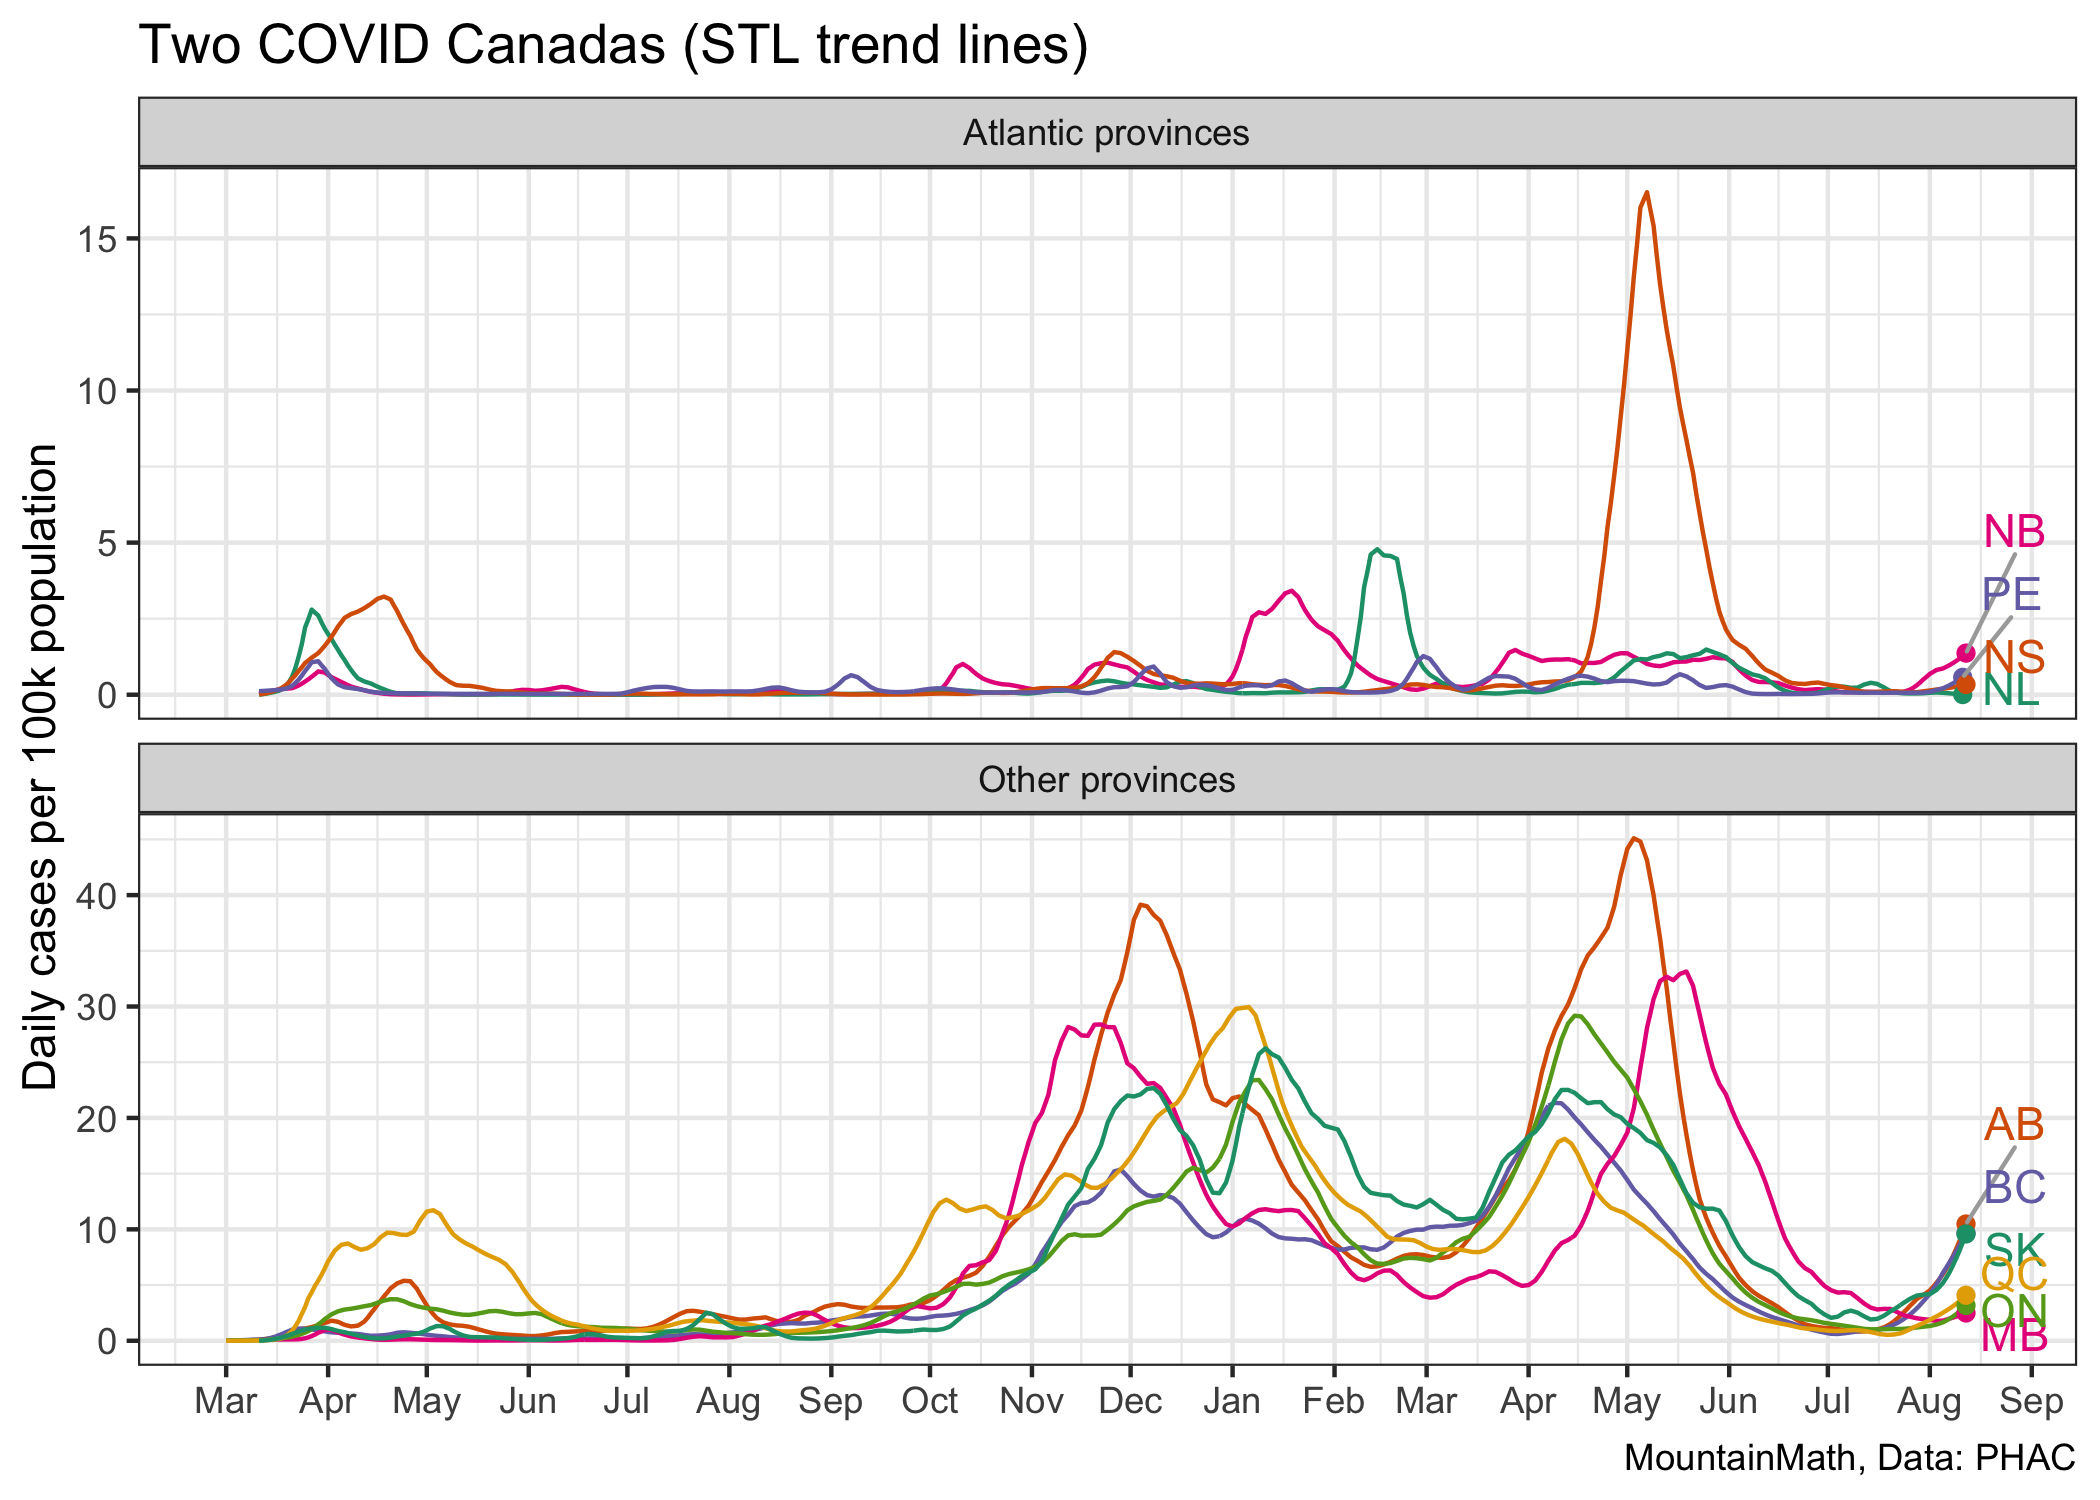 Two COVID Canadas (STL trend lines)
Atlantic provinces
15
10
5
0
NB
PE
NS
NL
Daily cases per 100k population
Other provinces
40
30
20
10
0
AB
BC
SK
QC
ON
MB
Mar Apr May Jun Jul Aug Sep Oct Nov Dec Jan Feb Mar Apr May Jun Jul Aug Sep
MountainMath, Data: PHAC